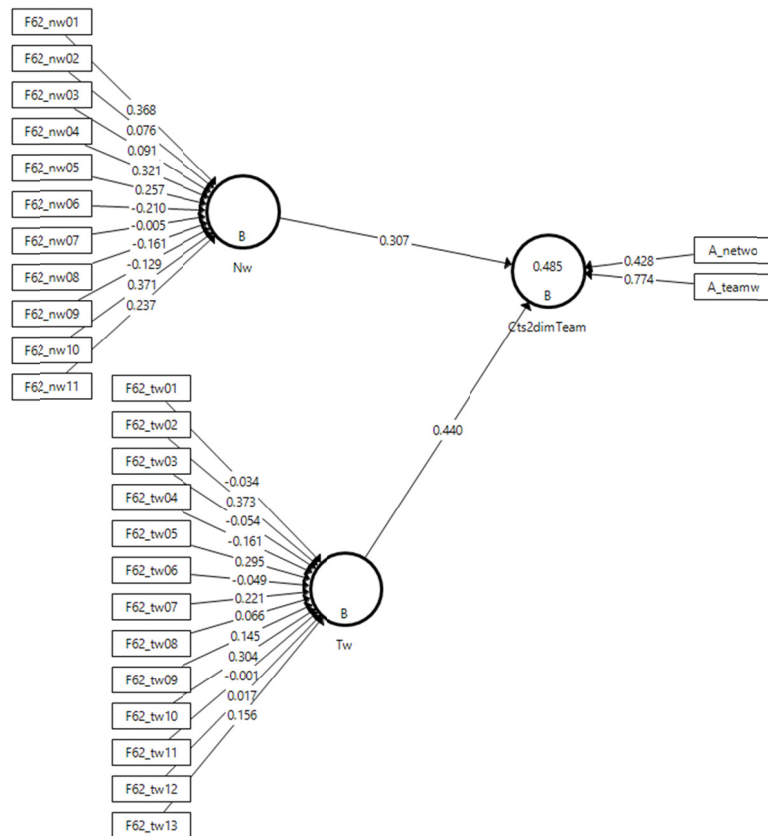 F62_nw01
F62_nw02
F62_nw03
F62_nw04
F62_nw05
F62_nw06
F62_nw07
F62_nw08
F62_nw09
F62_nw10
F62_nw11
0.368
0.076
0.091
0.321
0.257
-0.210
-0.005
-0.161
-0.129
0.371
0.237
B
Nw
0.307
0.485
B
Cts2dimTeam
0.428
0.774
A_netwo
A_teamw
0.440
F62_tw01
F62_tw02
F62_tw03
F62_tw04
F62_tw05
F62_tw06
F62_tw07
F62_tw08
F62_tw09
F62_tw10
F62_tw11
F62_tw12
F62_tw13
-0.034
0.373
-0.054
-0.161
0.295
-0.049
0.221
0.066
0.145
0.304
-0.001
0.017
0.156
B
Tw